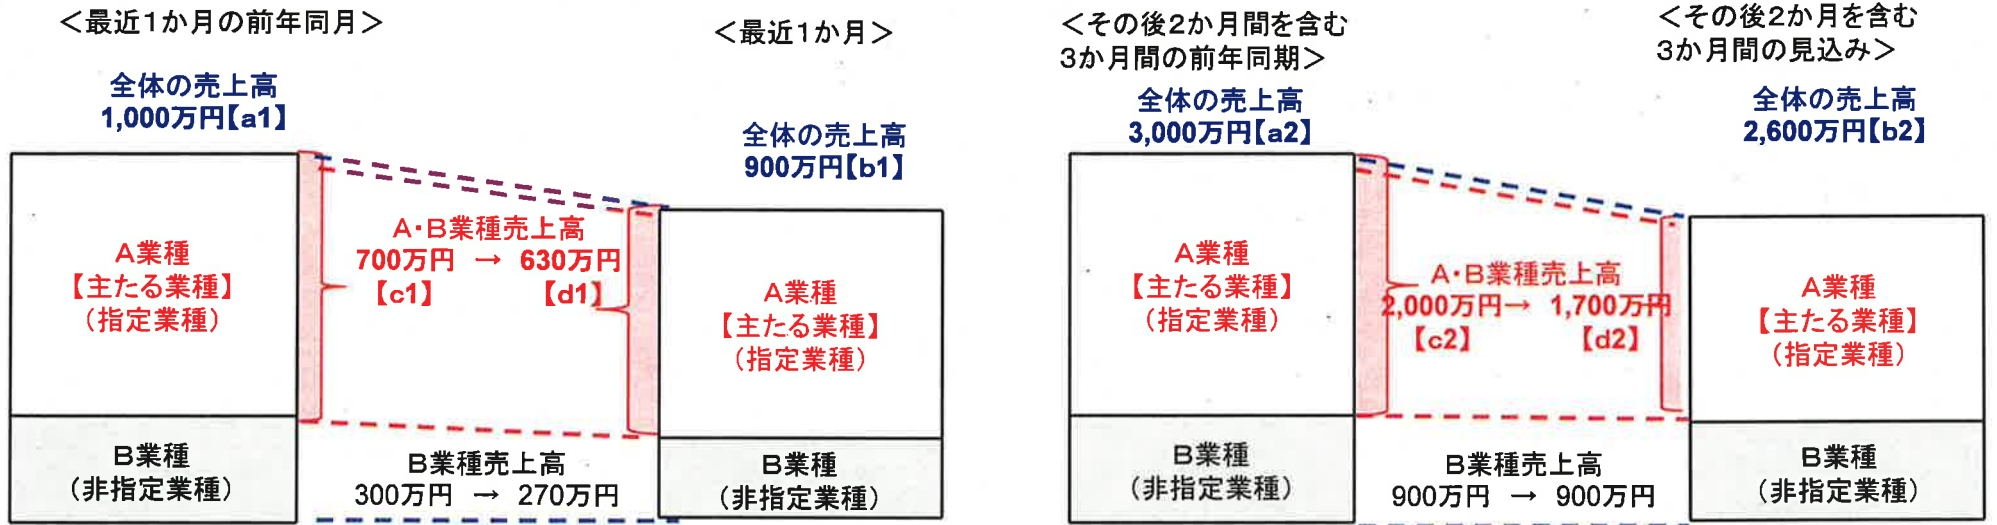 ＜最近１か月の前年同月＞
全体の売上高
1,000万円【a1】
Ａ業種
【主たる業種】
（指定業種）
Ｂ業種
（非指定業種）
Ａ・Ｂ業種売上高
700万円 → 630万円
【c1】 【d1】
Ｂ業種売上高
300万円 → 270万円
＜最近１か月＞
全体の売上高
900万円【b1】
Ａ業種
【主たる業種】
（指定業種）
Ｂ業種
（非指定業種）
＜その後２か月間を含む
３か月間の前年同期＞
全体の売上高
3,000万円【a2】
Ａ業種
【主たる業種】
（指定業種）
Ｂ業種
（非指定業種）
Ａ・Ｂ業種売上高
2,000万円→ 1,700万円
【c2】 【d2】
Ｂ業種売上高
900万円 → 900万円
＜その後２か月を含む
３か月間の見込み＞
全体の売上高
2,600万円【b2】
Ａ業種
【主たる業種】
（指定業種）
Ｂ業種
（非指定業種）